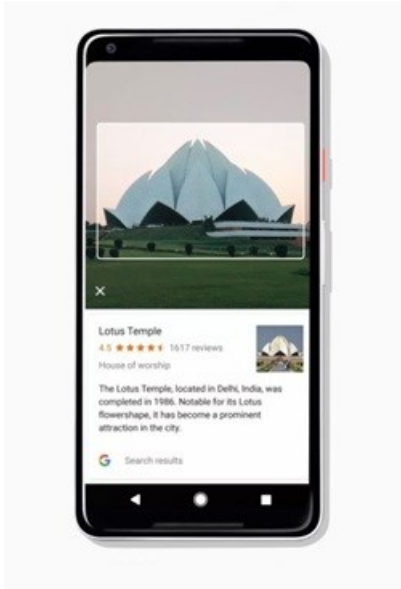 Lotus Temple
4.5 1617 reviews
House of worship
The Lotus Temple, located in Delhi, India, was
completed in 1986. Notable for its Lotus
flowershape, it has become a prominent
attraction in the city.
G Search results